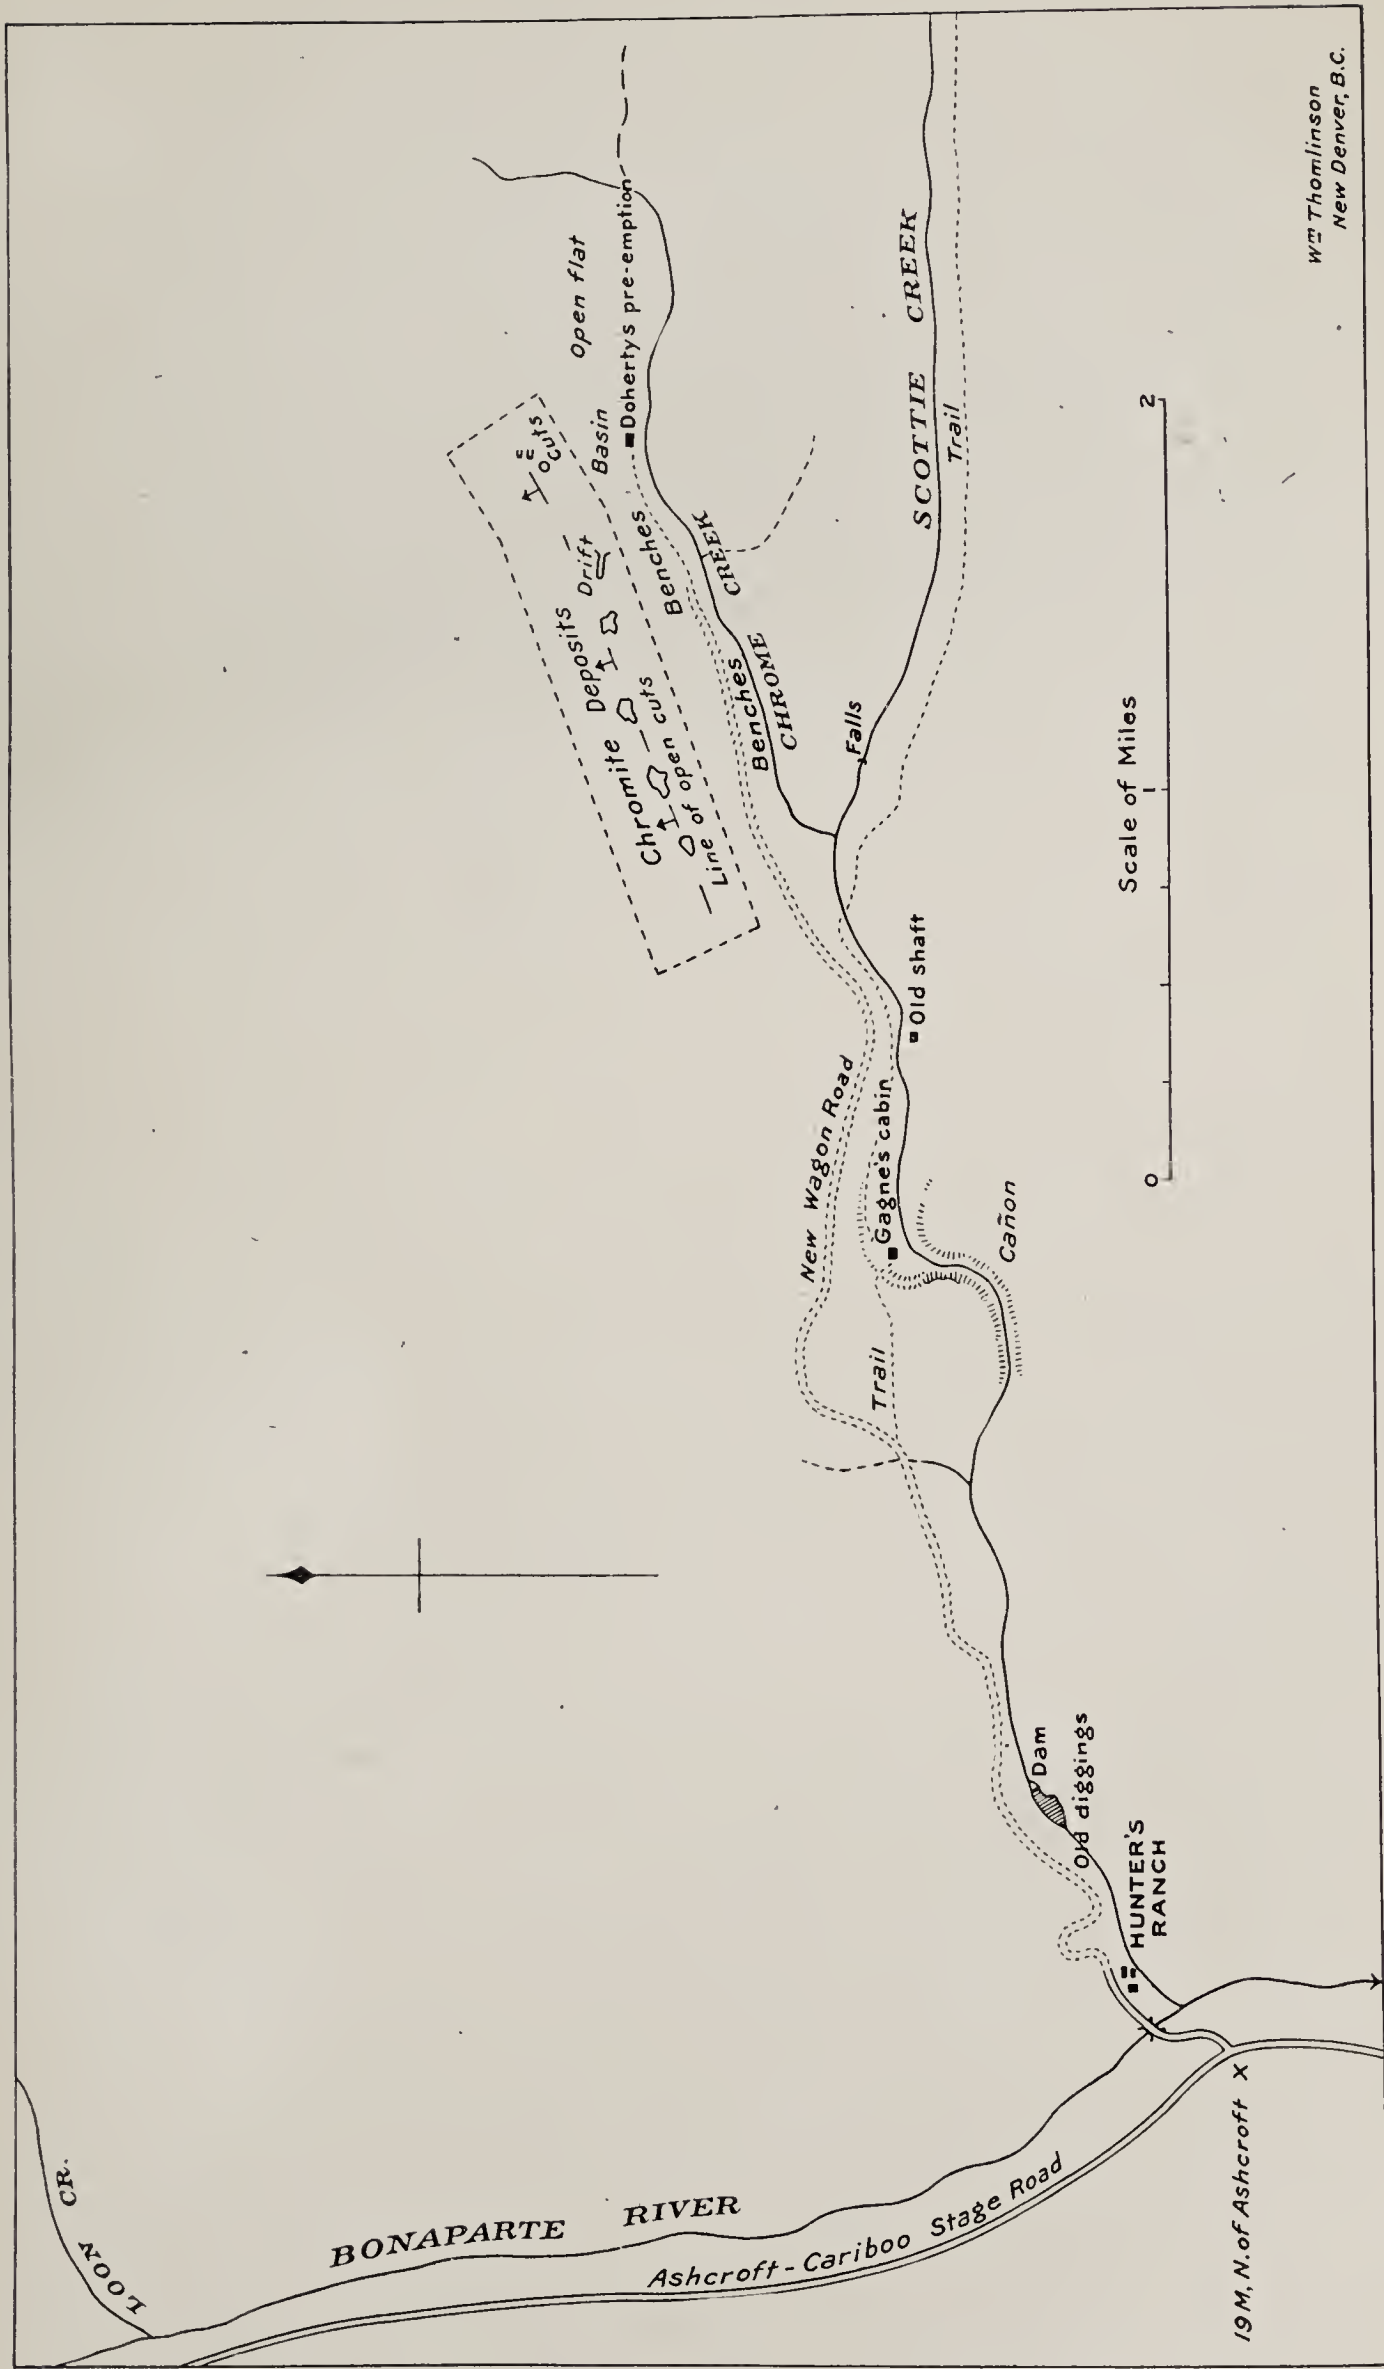 LOON CR.
BONAPARTE RIVER
Ashcroft-Cariboo Stage Road
19 M. N. of Ashcroft X
HUNTER'S
RANCH
Old diggings
Dam
Trail
New Wagon Road
Cañon
Gagne's cabin
Old shaft
Falls
Chromite Deposits
Line of open cuts
Drift
cuts
Benches
CHROME CREEK
Benches
Basin
Open flat
Doherty's pre-emption
SCOTTIE CREEK
Trail
Scale of Miles
0 1 2
Wm Thomlinson
New Denver, B.C.